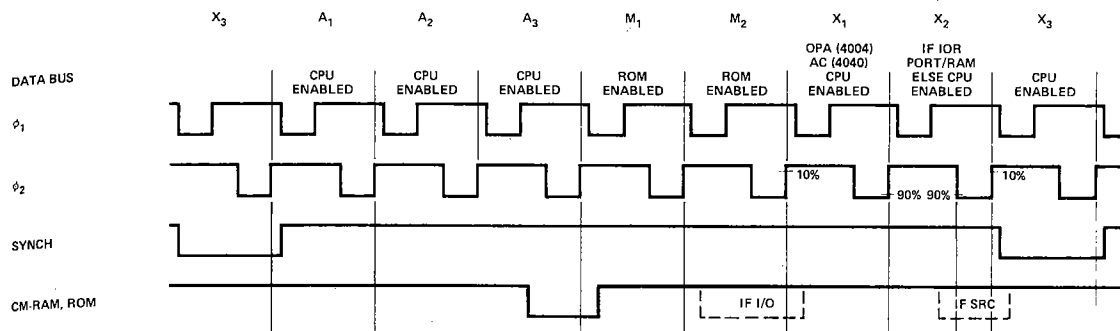 X3 A1 A2 A3 M1 M2 X1 X2 X3
OPA (4004)
AC (4040)
CPU
ENABLED
IF IOR
PORT/RAM
ELSE CPU
ENABLED
DATA BUS
CPU
ENABLED
CPU
ENABLED
CPU
ENABLED
ROM
ENABLED
ROM
ENABLED
CPU
ENABLED
ϕ1
ϕ2
10%
90% 90%
10%
SYNCH
CM-RAM, ROM
IF I/O
IF SRC